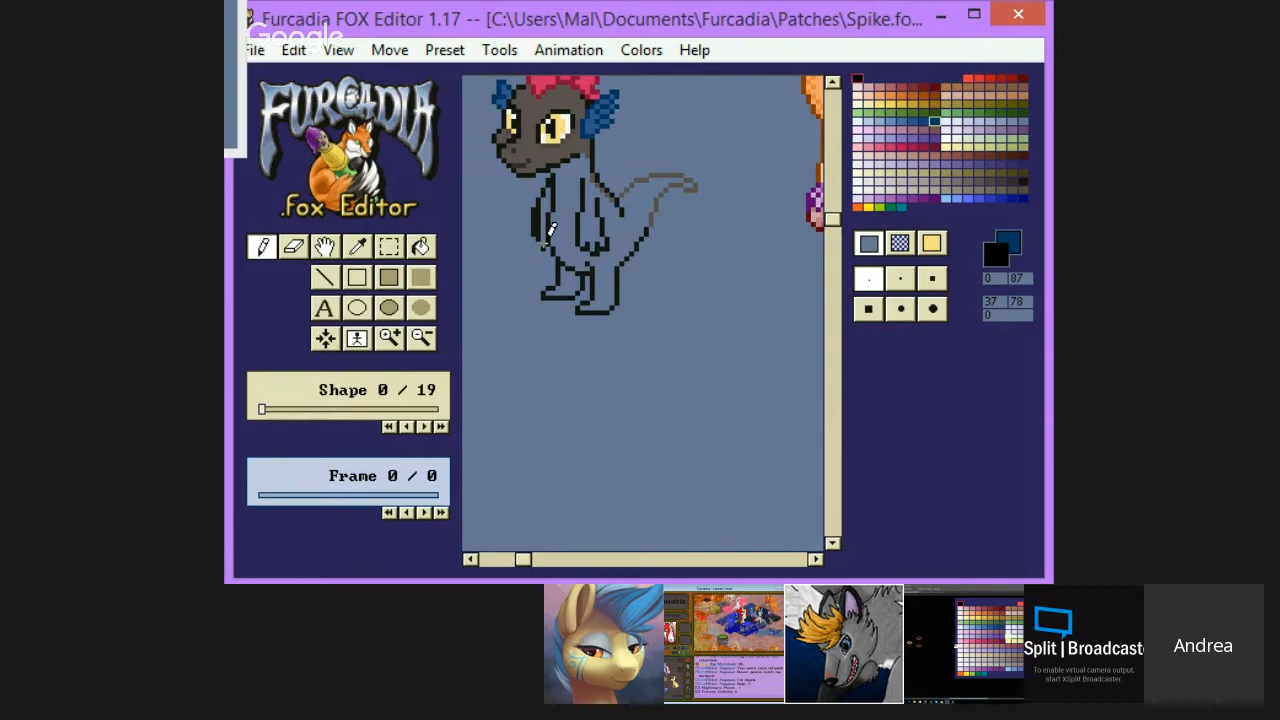 Furcadia FOX Editor 1.17 -- [C:\Users\Mal\Documents\Furcadia\Patches\Spike.fo...
Google
File Edit View Move Preset Tools Animation Colors Help
FURCADIA
.Fox Editor
A
0 87
37 78
0
Shape 0 / 19
Frame 0 / 0
Split | Broadcast
To enable virtual camera output,
start XSplit Broadcaster
Andrea